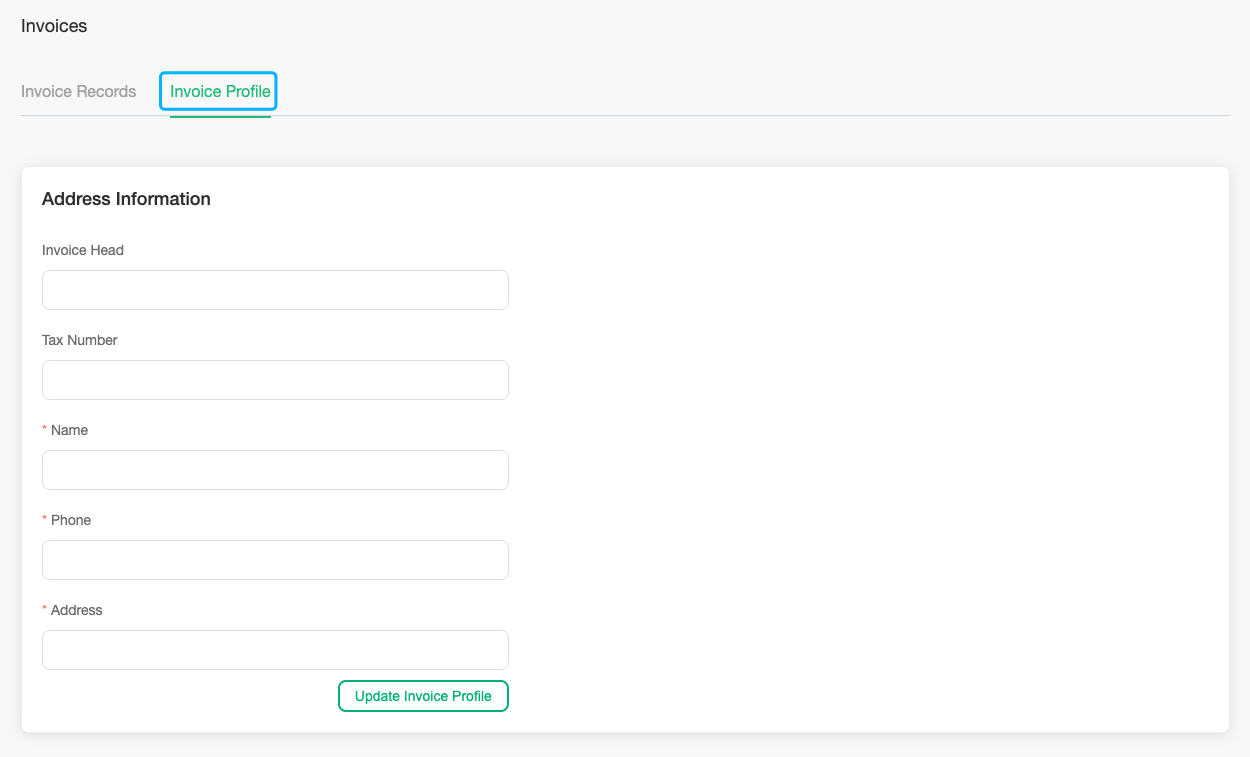 Invoices
Invoice Records Invoice Profile
Address Information
Invoice Head
Tax Number
* Name
* Phone
* Address
Update Invoice Profile